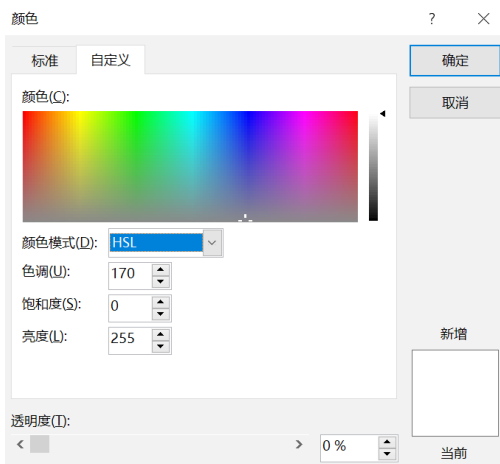 颜色 ?
标准 自定义
确定
颜色(C):
取消
颜色模式(D): HSL
色调(U): 170
饱和度(S): 0
亮度(L): 255
新增
透明度(T):
0 %
当前